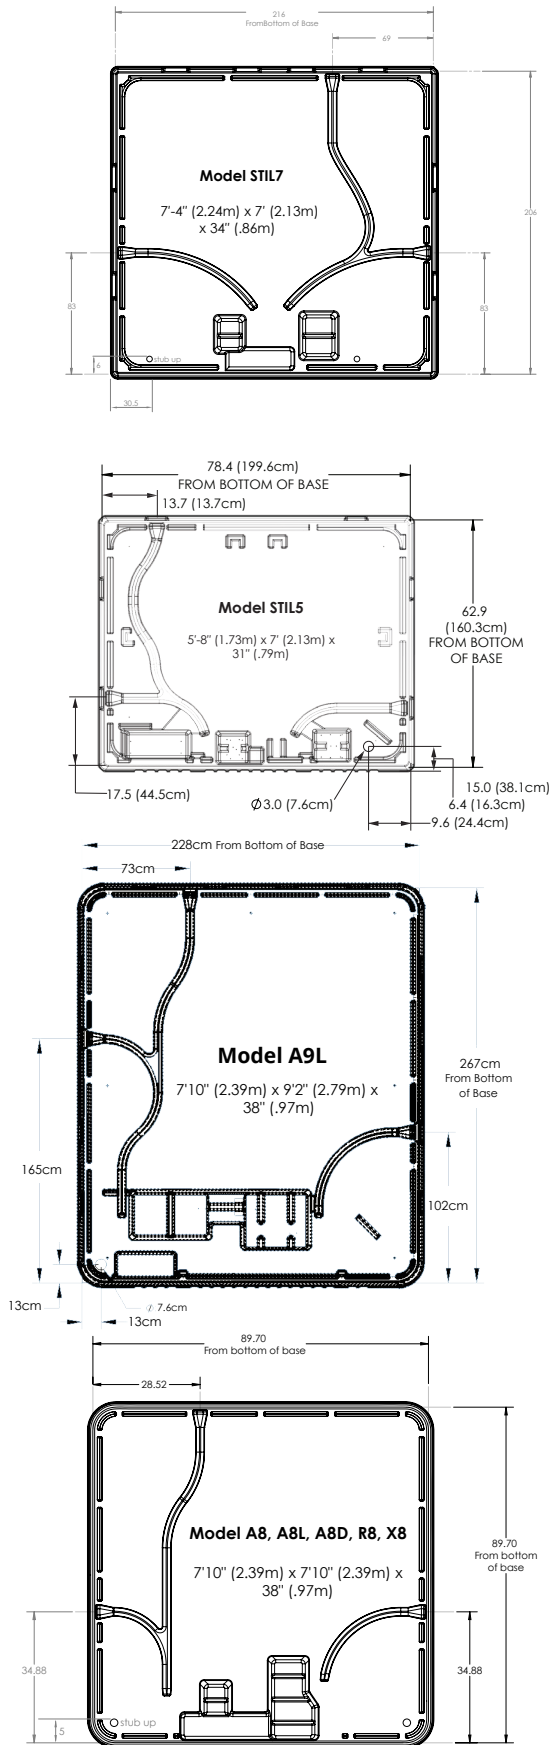 216
FromBottom of Base
69
Model STIL7
7'-4" (2.24m) x 7' (2.13m)
x 34" (.86m)
206
83
83
stub up
6
30.5
78.4 (199.6cm)
FROM BOTTOM OF BASE
13.7 (13.7cm)
Model STIL5
5'-8" (1.73m) x 7' (2.13m) x
31" (.79m)
62.9
(160.3cm)
FROM BOTTOM
OF BASE
17.5 (44.5cm)
Ø3.0 (7.6cm)
15.0 (38.1cm)
6.4 (16.3cm)
9.6 (24.4cm)
228cm From Bottom of Base
73cm
Model A9L
7'10" (2.39m) x 9'2" (2.79m) x
38" (.97m)
267cm
From Bottom
of Base
165cm
102cm
13cm
7.6cm
13cm
89.70
From bottom of base
28.52
Model A8, A8L, A8D, R8, X8
7'10" (2.39m) x 7'10" (2.39m) x
38" (.97m)
89.70
From bottom
of base
34.88
34.88
stub up
5